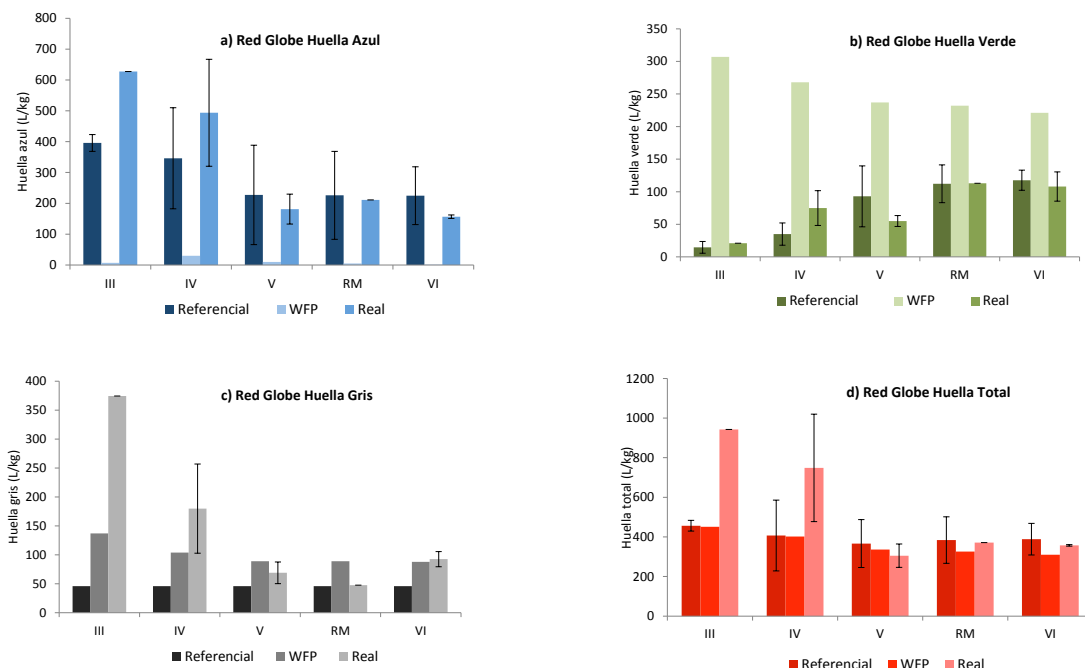 a) Red Globe Huella Azul
Huella azul (L/kg)
800
700
600
500
400
300
200
100
0
III IV V RM VI
Referencial WFP Real
b) Red Globe Huella Verde
Huella verde (L/kg)
350
300
250
200
150
100
50
0
III IV V RM VI
Referencial WFP Real
c) Red Globe Huella Gris
Huella gris (L/kg)
400
350
300
250
200
150
100
50
0
III IV V RM VI
Referencial WFP Real
d) Red Globe Huella Total
Huella total (L/kg)
1200
1000
800
600
400
200
0
III IV V RM VI
Referencial WFP Real